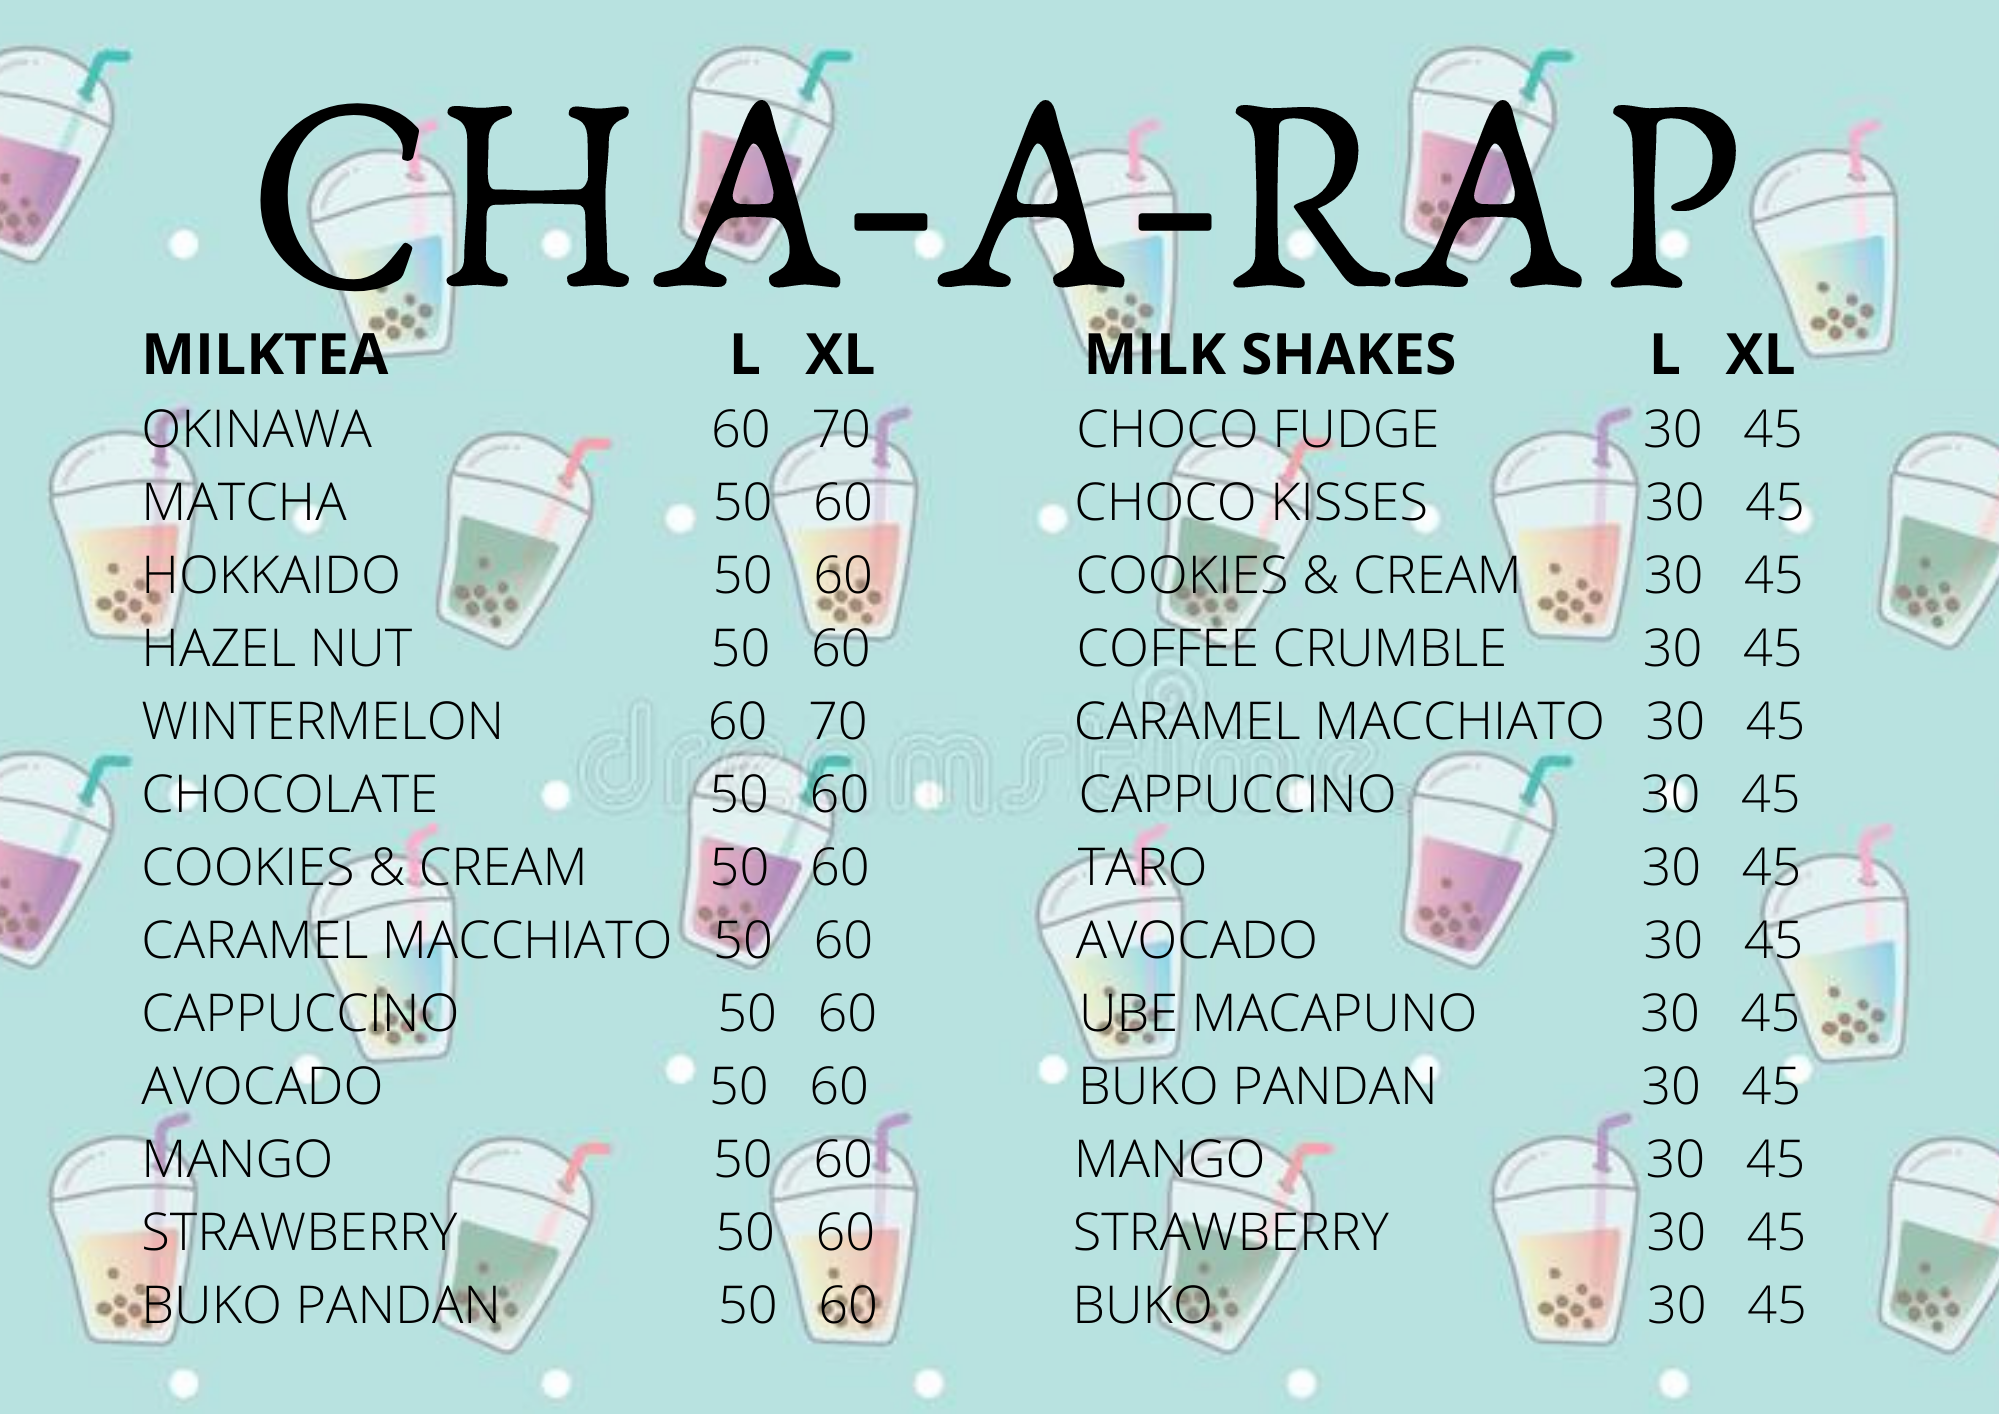 CHA-A-RAP
MILKTEA L XL
OKINAWA 60 70
MATCHA 50 60
HOKKAIDO 50 60
HAZEL NUT 50 60
WINTERMELON 60 70
CHOCOLATE 50 60
COOKIES & CREAM 50 60
CARAMEL MACCHIATO 50 60
CAPPUCCINO 50 60
AVOCADO 50 60
MANGO 50 60
STRAWBERRY 50 60
BUKO PANDAN 50 60
MILK SHAKES L XL
CHOCO FUDGE 30 45
CHOCO KISSES 30 45
COOKIES & CREAM 30 45
COFFEE CRUMBLE 30 45
CARAMEL MACCHIATO 30 45
CAPPUCCINO 30 45
TARO 30 45
AVOCADO 30 45
UBE MACAPUNO 30 45
BUKO PANDAN 30 45
MANGO 30 45
STRAWBERRY 30 45
BUKO 30 45
dreamstime